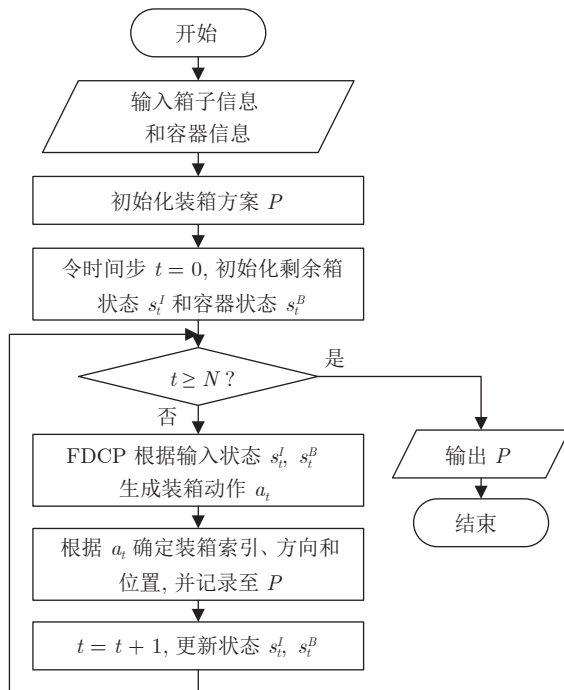 开始
输入箱子信息
和容器信息
初始化装箱方案 P
令时间步 t = 0, 初始化剩余箱
状态 s_t^I 和容器状态 s_t^B
t ≥ N ?
是
否
FDCP 根据输入状态 s_t^I, s_t^B
生成装箱动作 a_t
输出 P
结束
根据 a_t 确定装箱索引、方向和
位置, 并记录至 P
t = t + 1, 更新状态 s_t^I, s_t^B